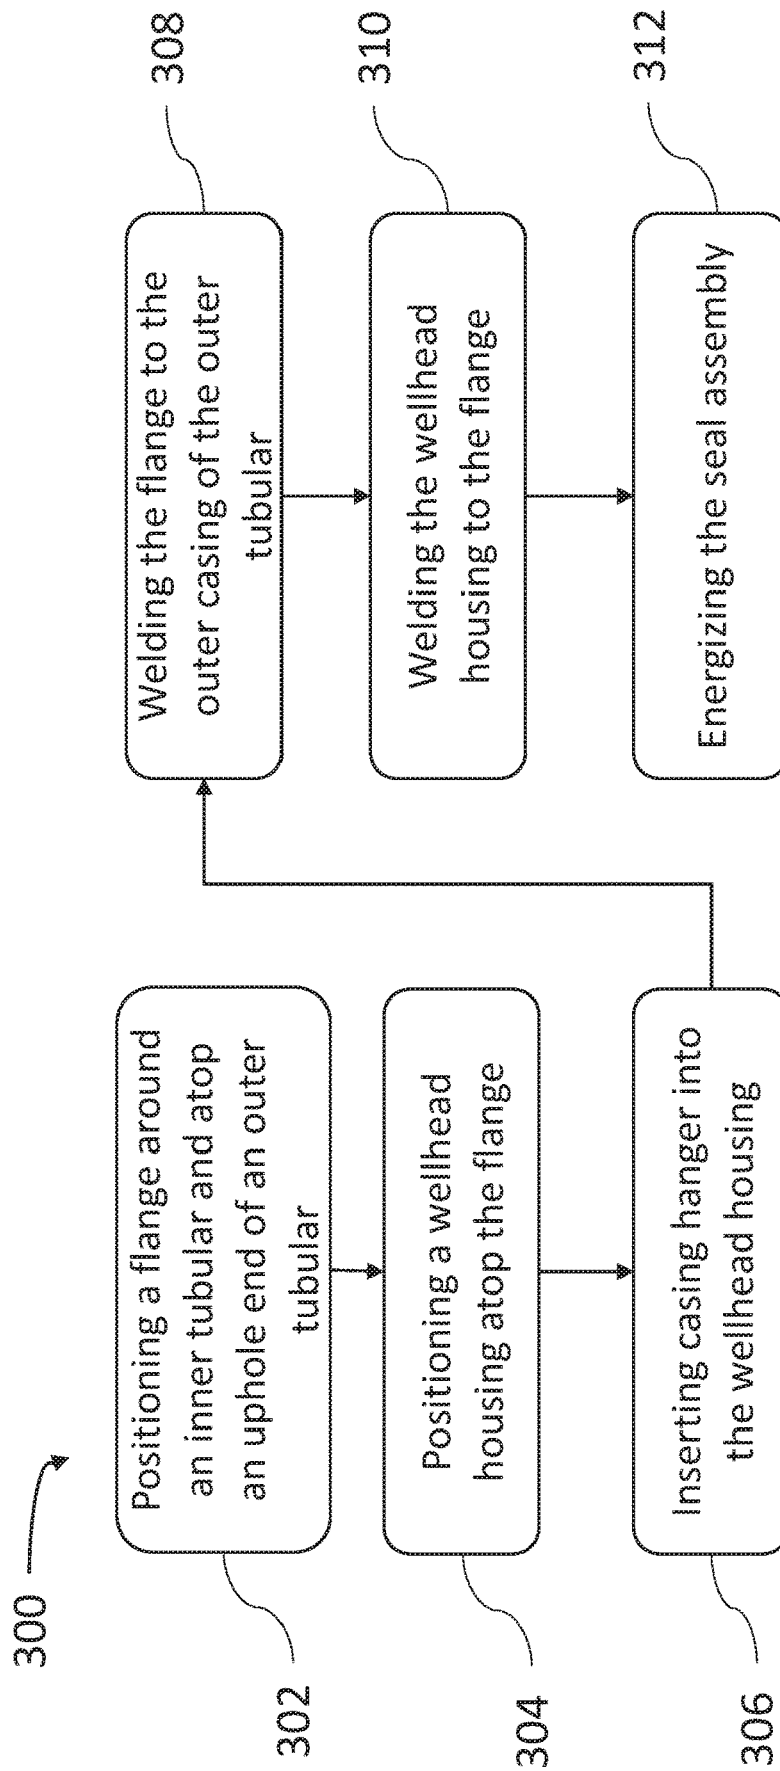 300
302
Positioning a flange around
an inner tubular and atop
an uphole end of an outer
tubular
304
Positioning a wellhead
housing atop the flange
306
Inserting casing hanger into
the wellhead housing
308
Welding the flange to the
outer casing of the outer
tubular
310
Welding the wellhead
housing to the flange
312
Energizing the seal assembly